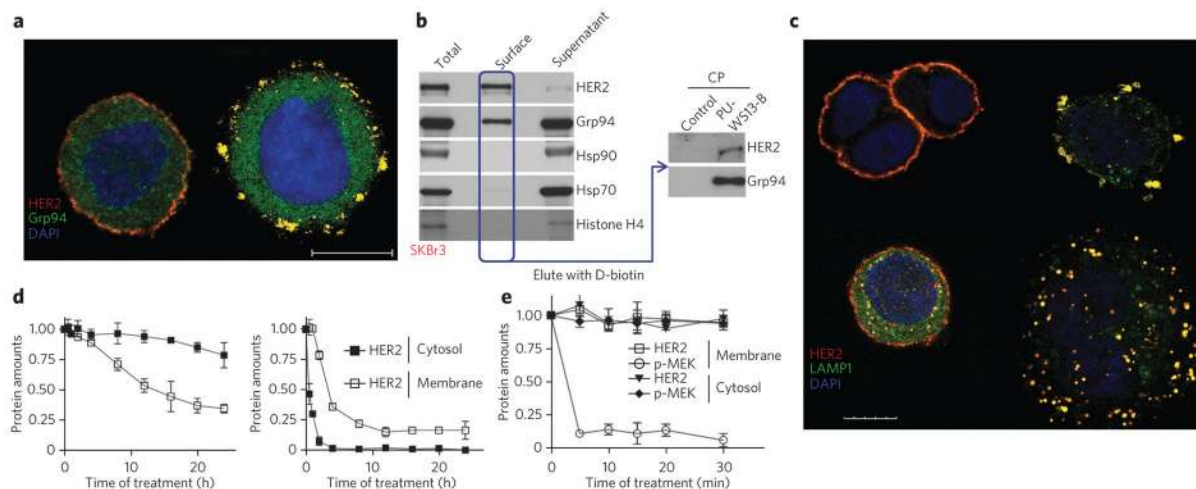 a
HER2
Grp94
DAPI
b
Total
Surface
Supernatant
HER2
Grp94
Hsp90
Hsp70
Histone H4
SKBr3
Elute with D-biotin
CP
Control
PU-
WS13-B
HER2
Grp94
c
HER2
LAMP1
DAPI
d
Protein amounts
1.00
0.75
0.50
0.25
0
0 10 20
Time of treatment (h)
Protein amounts
1.00
0.75
0.50
0.25
0
HER2 Cytosol
HER2 Membrane
0 10 20
Time of treatment (h)
e
Protein amounts
1.00
0.75
0.50
0.25
0
HER2
p-MEK
Membrane
HER2
p-MEK
Cytosol
0 10 20 30
Time of treatment (min)